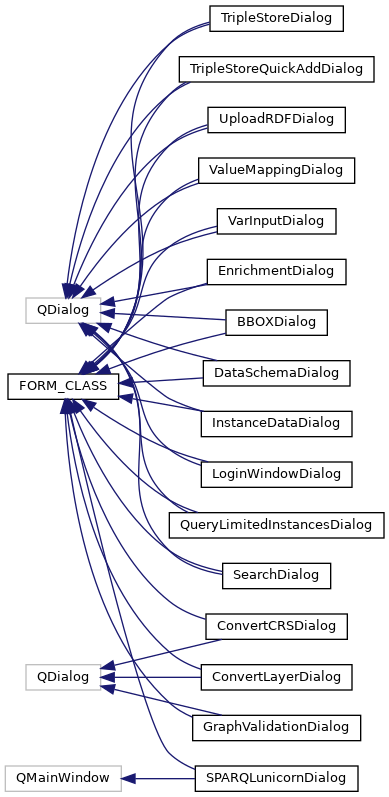 TripleStoreDialog
TripleStoreQuickAddDialog
UploadRDFDialog
ValueMappingDialog
VarInputDialog
EnrichmentDialog
QDialog
BBOXDialog
DataSchemaDialog
FORM_CLASS
InstanceDataDialog
LoginWindowDialog
QueryLimitedInstancesDialog
SearchDialog
ConvertCRSDialog
QDialog
ConvertLayerDialog
GraphValidationDialog
QMainWindow
SPARQLunicornDialog